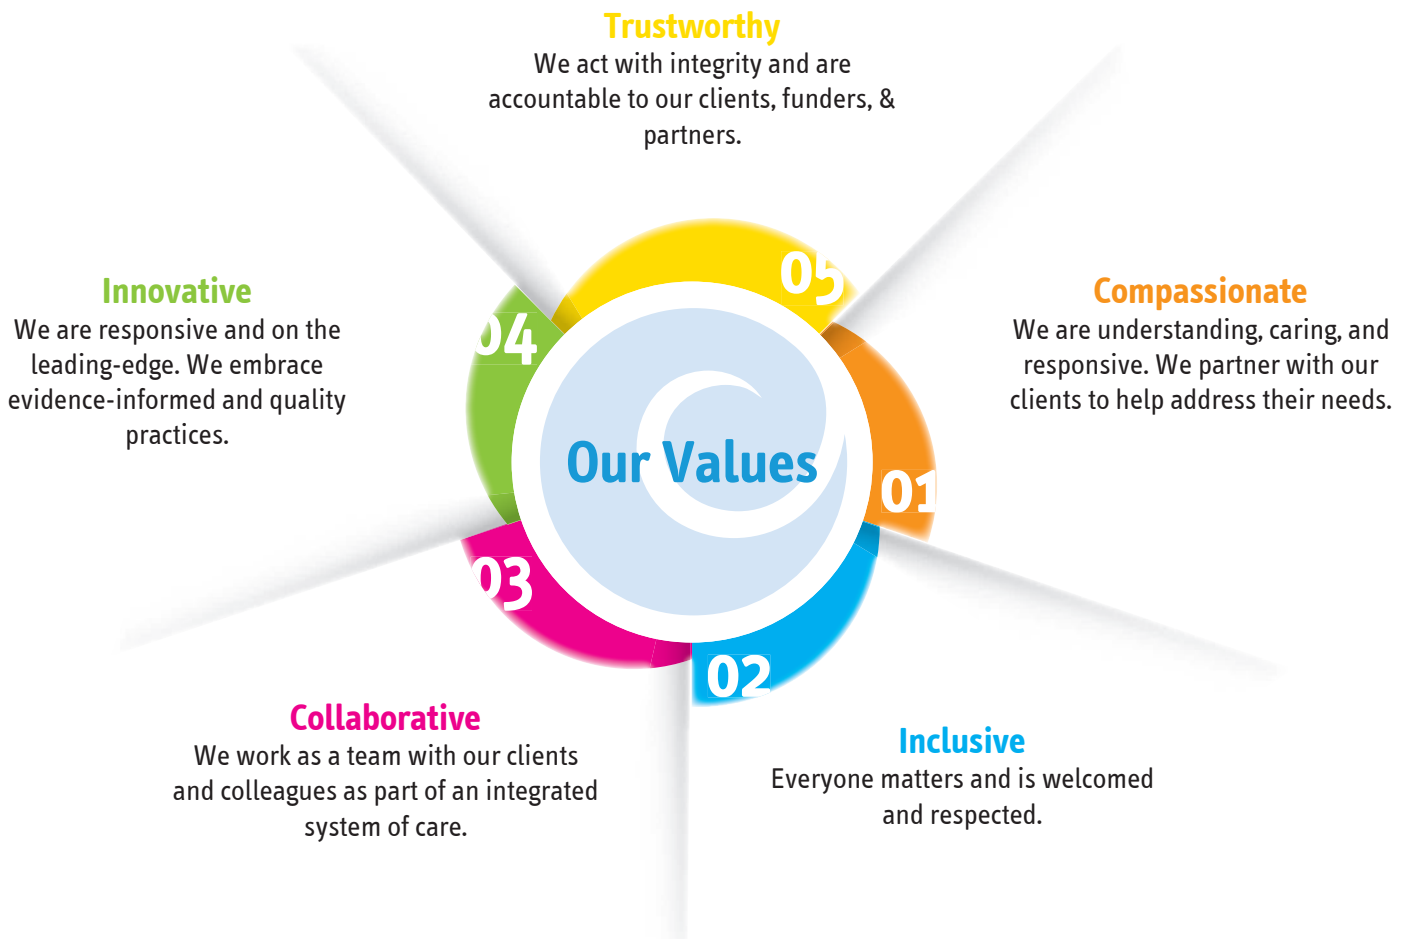 Trustworthy
We act with integrity and are
accountable to our clients, funders, &
partners.
05
Innovative
We are responsive and on the
leading-edge. We embrace
evidence-informed and quality
practices.
04
Compassionate
We are understanding, caring, and
responsive. We partner with our
clients to help address their needs.
01
Our Values
03
02
Collaborative
We work as a team with our clients
and colleagues as part of an integrated
system of care.
Inclusive
Everyone matters and is welcomed
and respected.